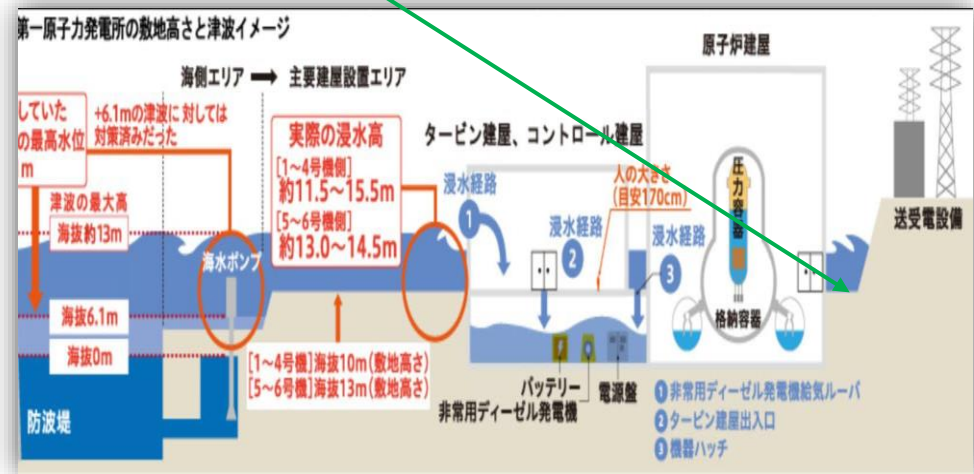 第一原子力発電所の敷地高さと津波イメージ
海側エリア → 主要建屋設置エリア
原子炉建屋
していた
の最高水位
m
+6.1mの津波に対しては
対策済みだった
実際の浸水高
[1〜4号機側]
約11.5〜15.5m
[5〜6号機側]
約13.0〜14.5m
タービン建屋、コントロール建屋
人の大きさ
(目安170cm)
浸水経路
1
浸水経路
2
浸水経路
3
圧力容器
格納容器
送受電設備
津波の最大高
海抜約13m
海水ポンプ
海抜6.1m
海抜0m
防波堤
[1〜4号機]海抜10m(敷地高さ)
[5〜6号機]海抜13m(敷地高さ)
バッテリー
非常用ディーゼル発電機
電源盤
1 非常用ディーゼル発電機給気ルーバ
2 タービン建屋出入口
3 機器ハッチ